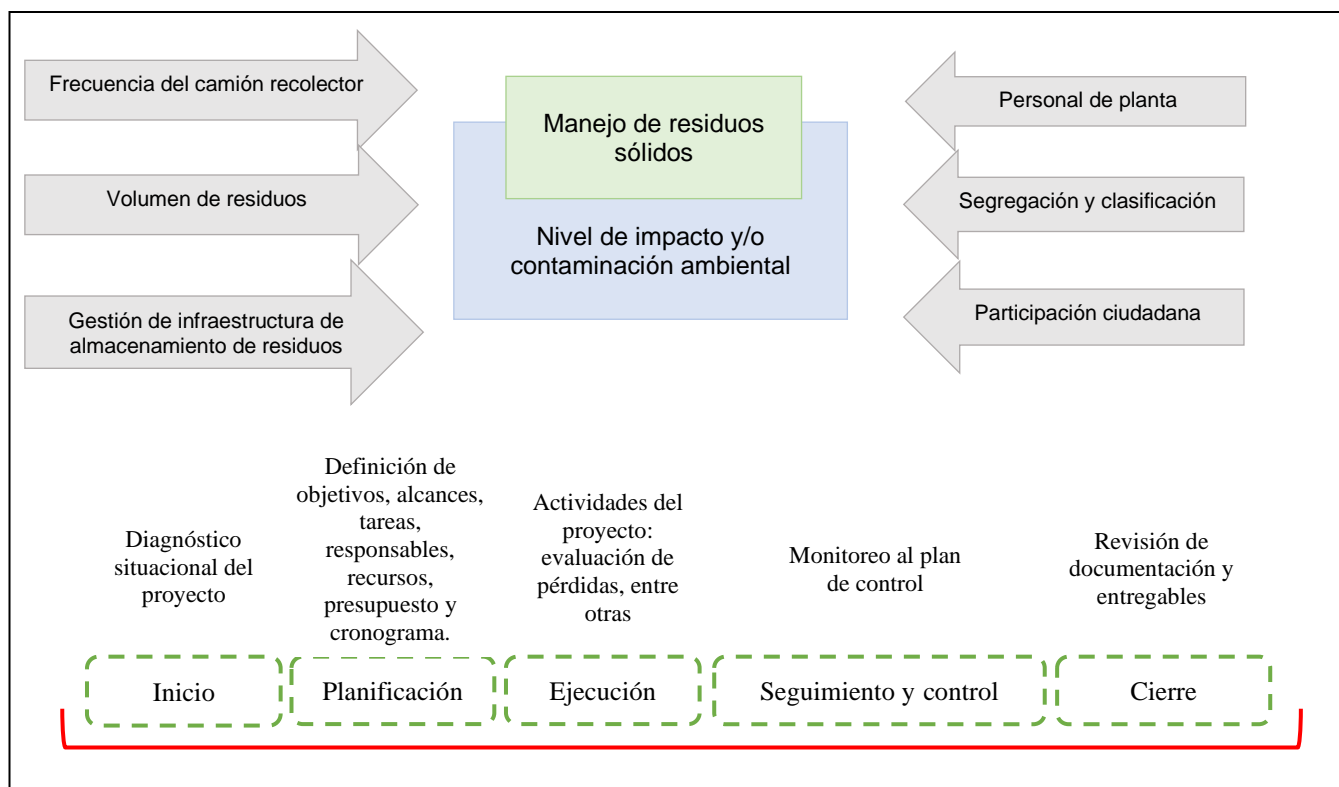 Frecuencia del camión recolector
Volumen de residuos
Gestión de infraestructura de
almacenamiento de residuos
Manejo de residuos
sólidos
Nivel de impacto y/o
contaminación ambiental
Personal de planta
Segregación y clasificación
Participación ciudadana
Diagnóstico
situacional del
proyecto
Definición de
objetivos, alcances,
tareas,
responsables,
recursos,
presupuesto y
cronograma.
Actividades del
proyecto:
evaluación de
pérdidas, entre
otras
Monitoreo al plan
de control
Revisión de
documentación y
entregables
Inicio
Planificación
Ejecución
Seguimiento y control
Cierre